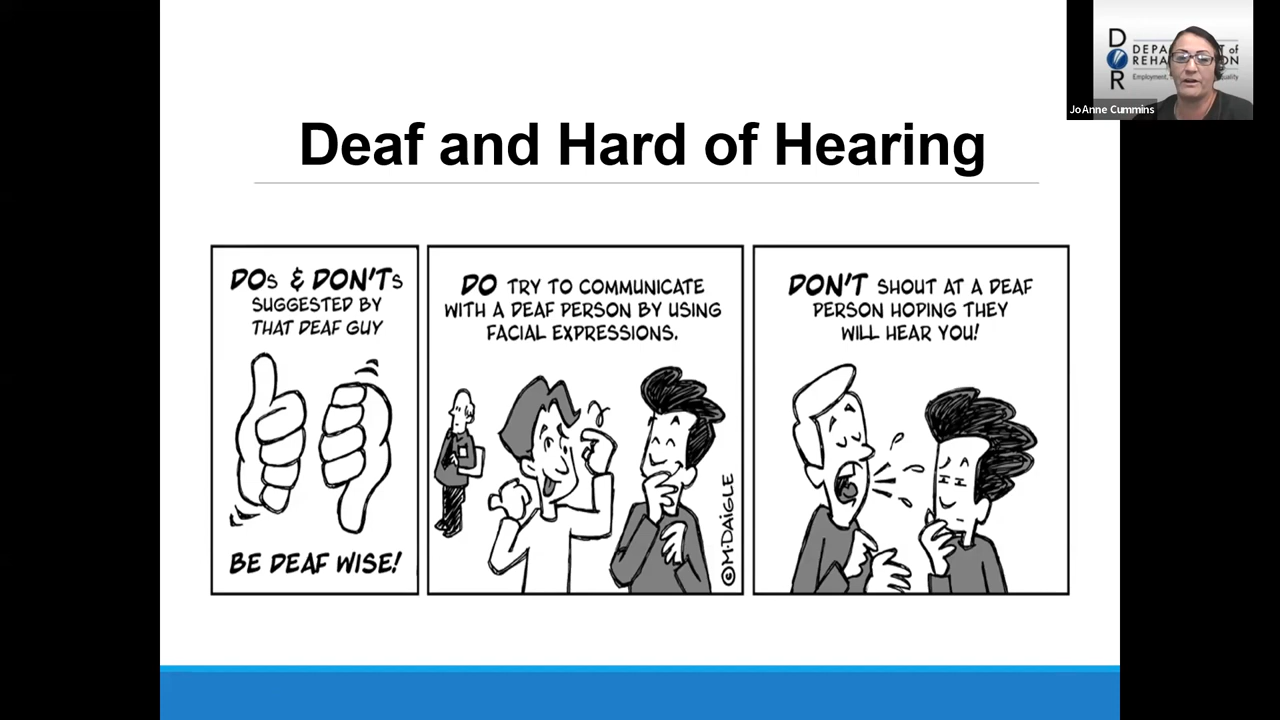 Deaf and Hard of Hearing
DOs & DON'Ts
SUGGESTED BY
THAT DEAF GUY
BE DEAF WISE!
DO TRY TO COMMUNICATE
WITH A DEAF PERSON BY USING
FACIAL EXPRESSIONS.
©M.DAIGLE
DON'T SHOUT AT A DEAF
PERSON HOPING THEY
WILL HEAR YOU!
D
O
R
of
JoAnne Cummins